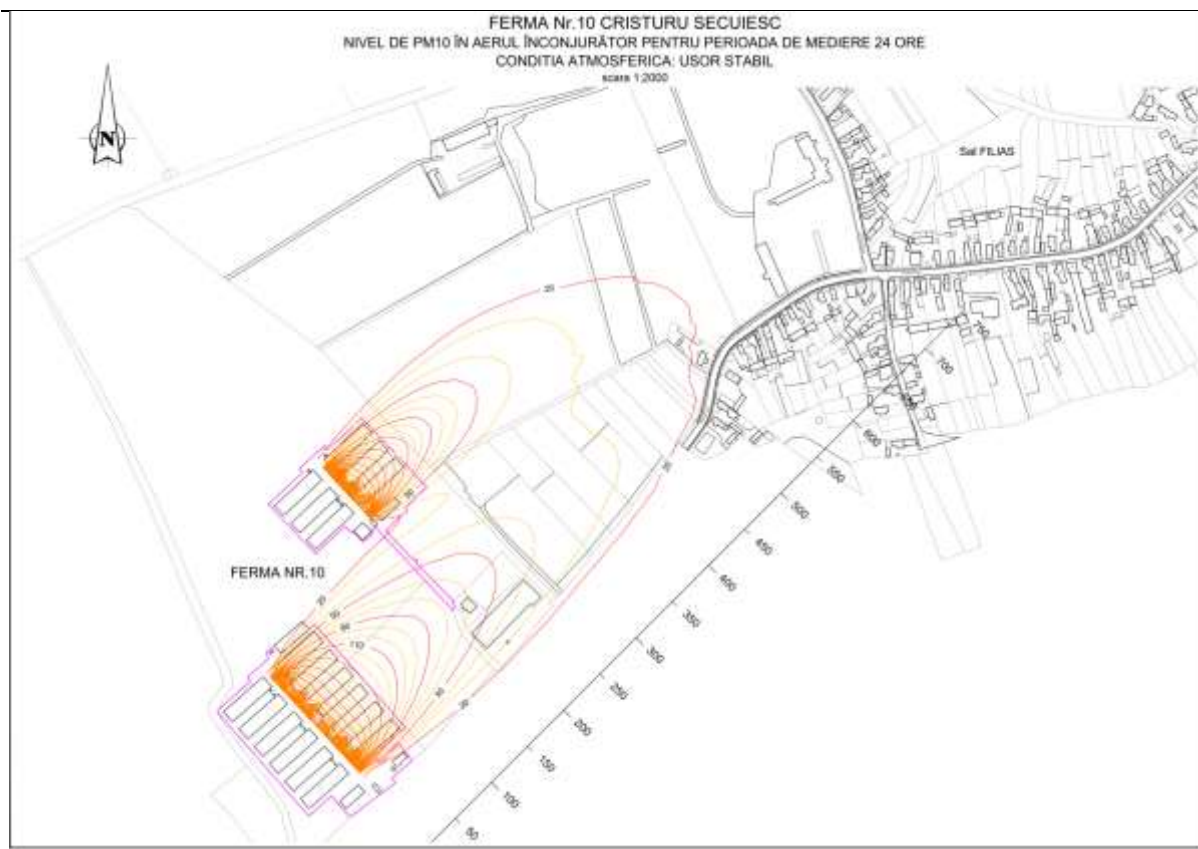 FERMA Nr.10 CRISTURU SECUIESC
NIVEL DE PM10 ÎN AERUL ÎNCONJURĂTOR PENTRU PERIOADA DE MEDIERE 24 ORE
CONDITIA ATMOSFERICA: USOR STABIL
scara 1:2000
N
Sat FILIAS
750
700
600
550
500
450
400
350
300
250
200
150
100
50
FERMA NR.10
110